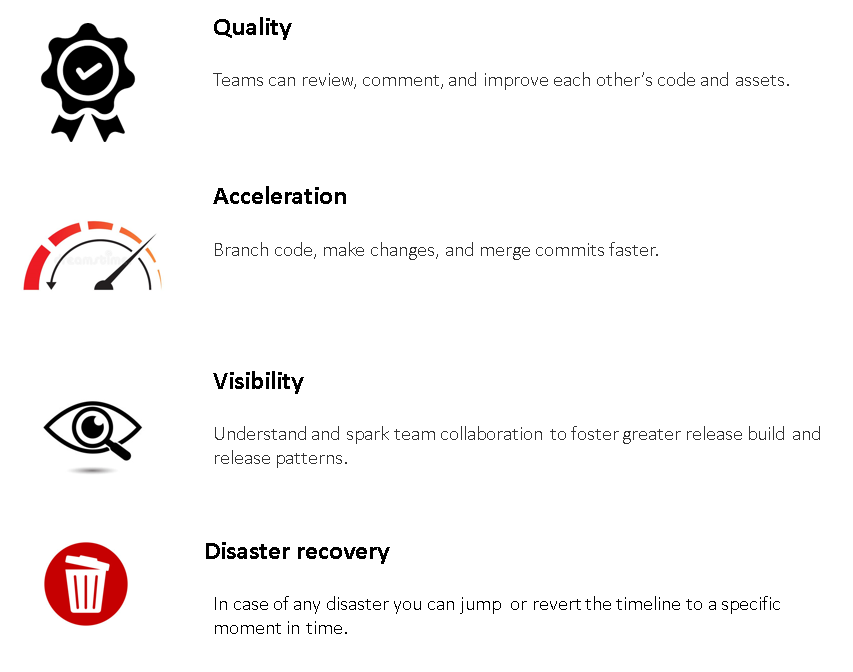 Quality
Teams can review, comment, and improve each other’s code and assets.
Acceleration
Branch code, make changes, and merge commits faster.
Visibility
Understand and spark team collaboration to foster greater release build and
release patterns.
Disaster recovery
In case of any disaster you can jump or revert the timeline to a specific
moment in time.